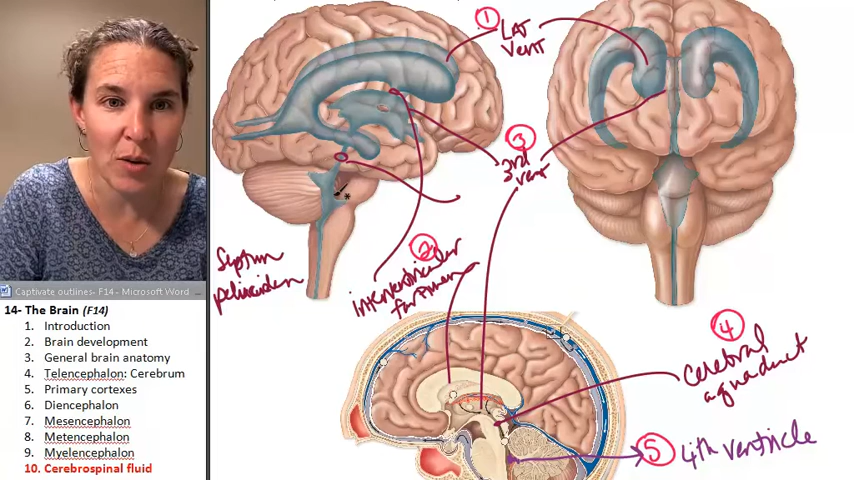 1
LAT
vent
3
3rd
vent
*
Septum
pellucidum
2
interventricular
foramen
4
cerebral
aquaduct
5 4th ventricle
Captivate outlines- F14 - Microsoft Word
14- The Brain (F14)
1. Introduction
2. Brain development
3. General brain anatomy
4. Telencephalon: Cerebrum
5. Primary cortexes
6. Diencephalon
7. Mesencephalon
8. Metencephalon
9. Myelencephalon
10. Cerebrospinal fluid